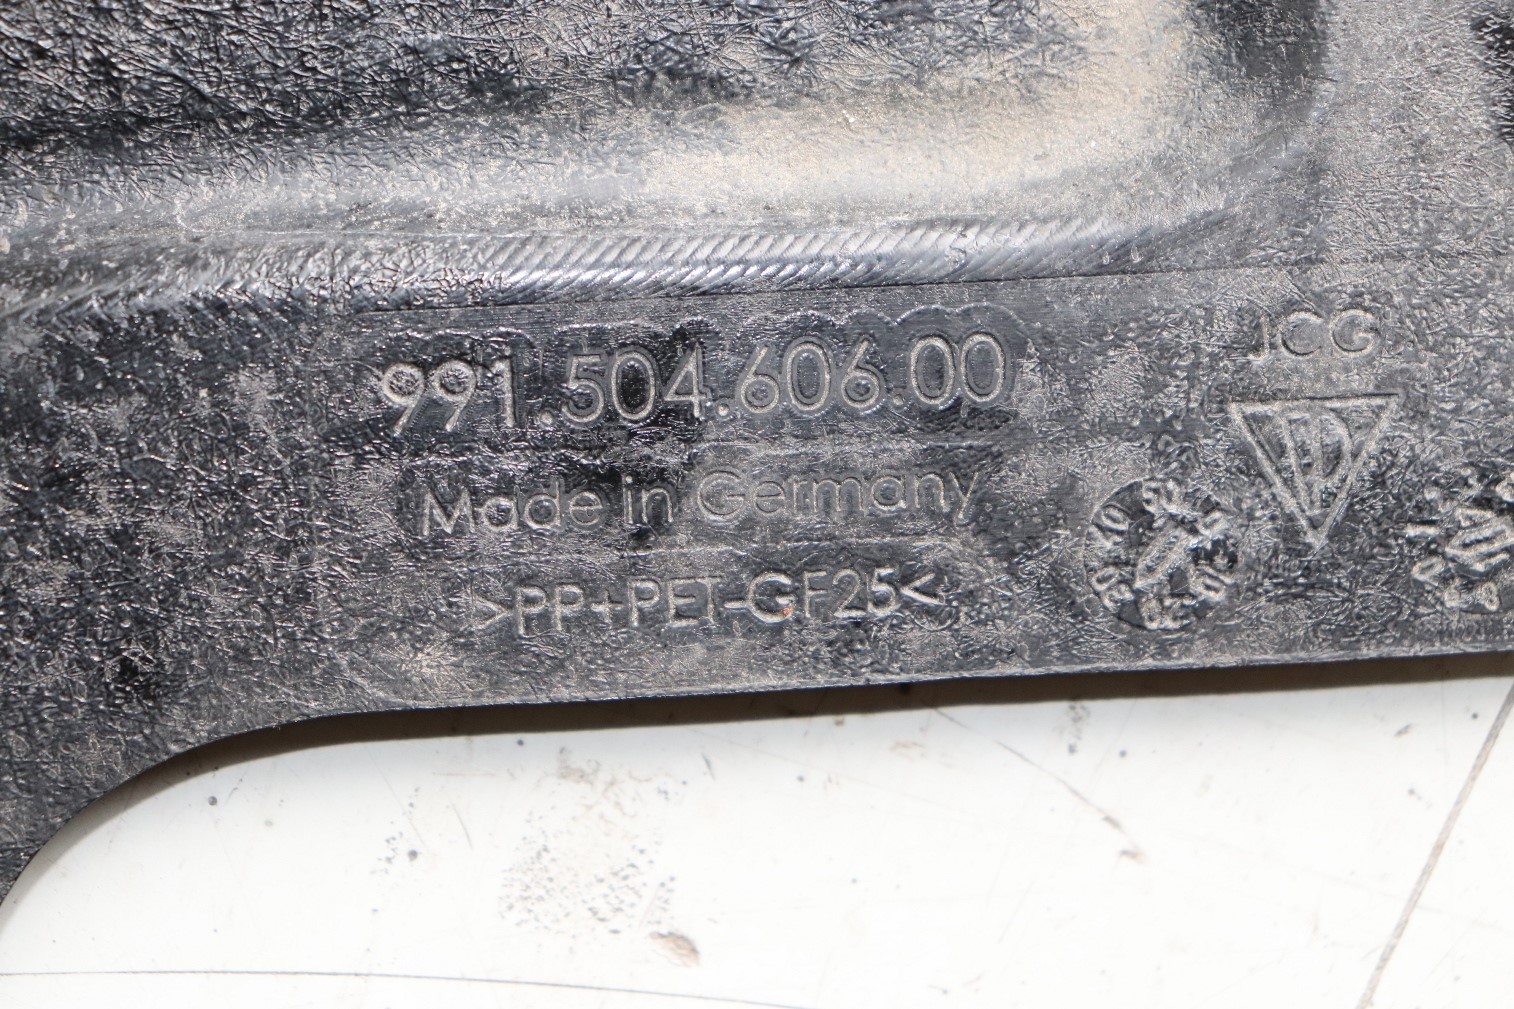 991.504.606.00
JCG
Made in Germany
>PP+PET-GF25<